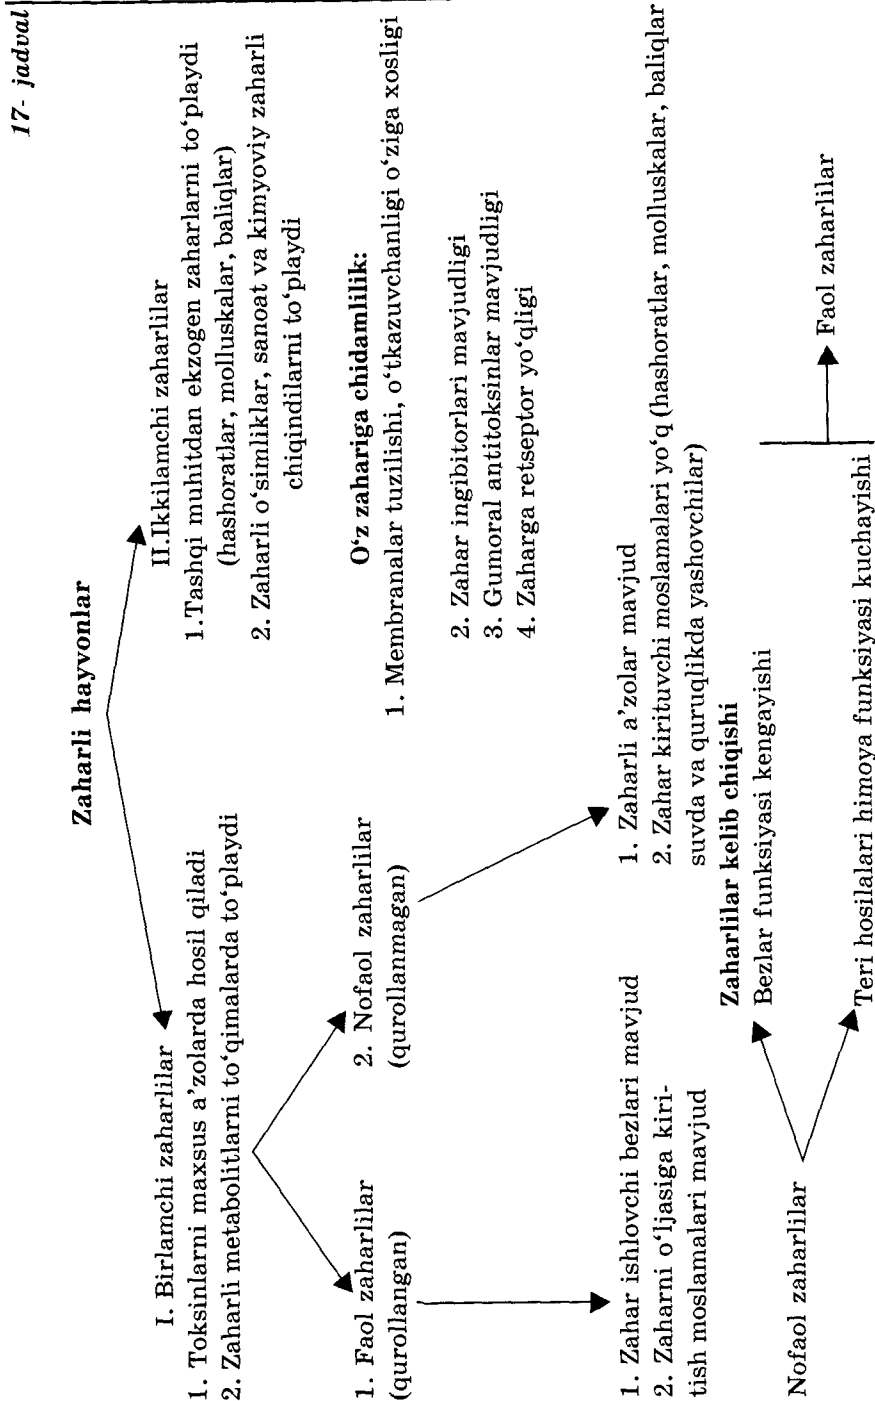 17- jadval
Zaharli hayvonlar
I. Birlamchi zaharlilar
1. Toksinlarni maxsus a’zolarda hosil qiladi
2. Zaharli metabolitlarni to‘qimalarda to‘playdi
II.Ikkilamchi zaharlilar
1.Tashqi muhitdan ekzogen zaharlarni to‘playdi
(hashoratlar, molluskalar, baliqlar)
2. Zaharli o‘simliklar, sanoat va kimyoviy zaharli
chiqindilarni to‘playdi
1. Faol zaharlilar
(qurollangan)
2. Nofaol zaharlilar
(qurollanmagan)
O‘z zahariga chidamlilik:
1. Membranalar tuzilishi, o‘tkazuvchanligi o‘ziga xosligi
2. Zahar ingibitorlari mavjudligi
3. Gumoral antitoksinlar mavjudligi
4. Zaharga retseptor yo‘qligi
1. Zahar ishlovchi bezlari mavjud
2. Zaharni o‘ljasiga kiri-
tish moslamalari mavjud
1. Zaharli a’zolar mavjud
2. Zahar kirituvchi moslamalari yo‘q (hashoratlar, molluskalar, baliqlar
suvda va quruqlikda yashovchilar)
Zaharlilar kelib chiqishi
Nofaol zaharlilar
Bezlar funksiyasi kengayishi
Teri hosilalari himoya funksiyasi kuchayishi
Faol zaharlilar